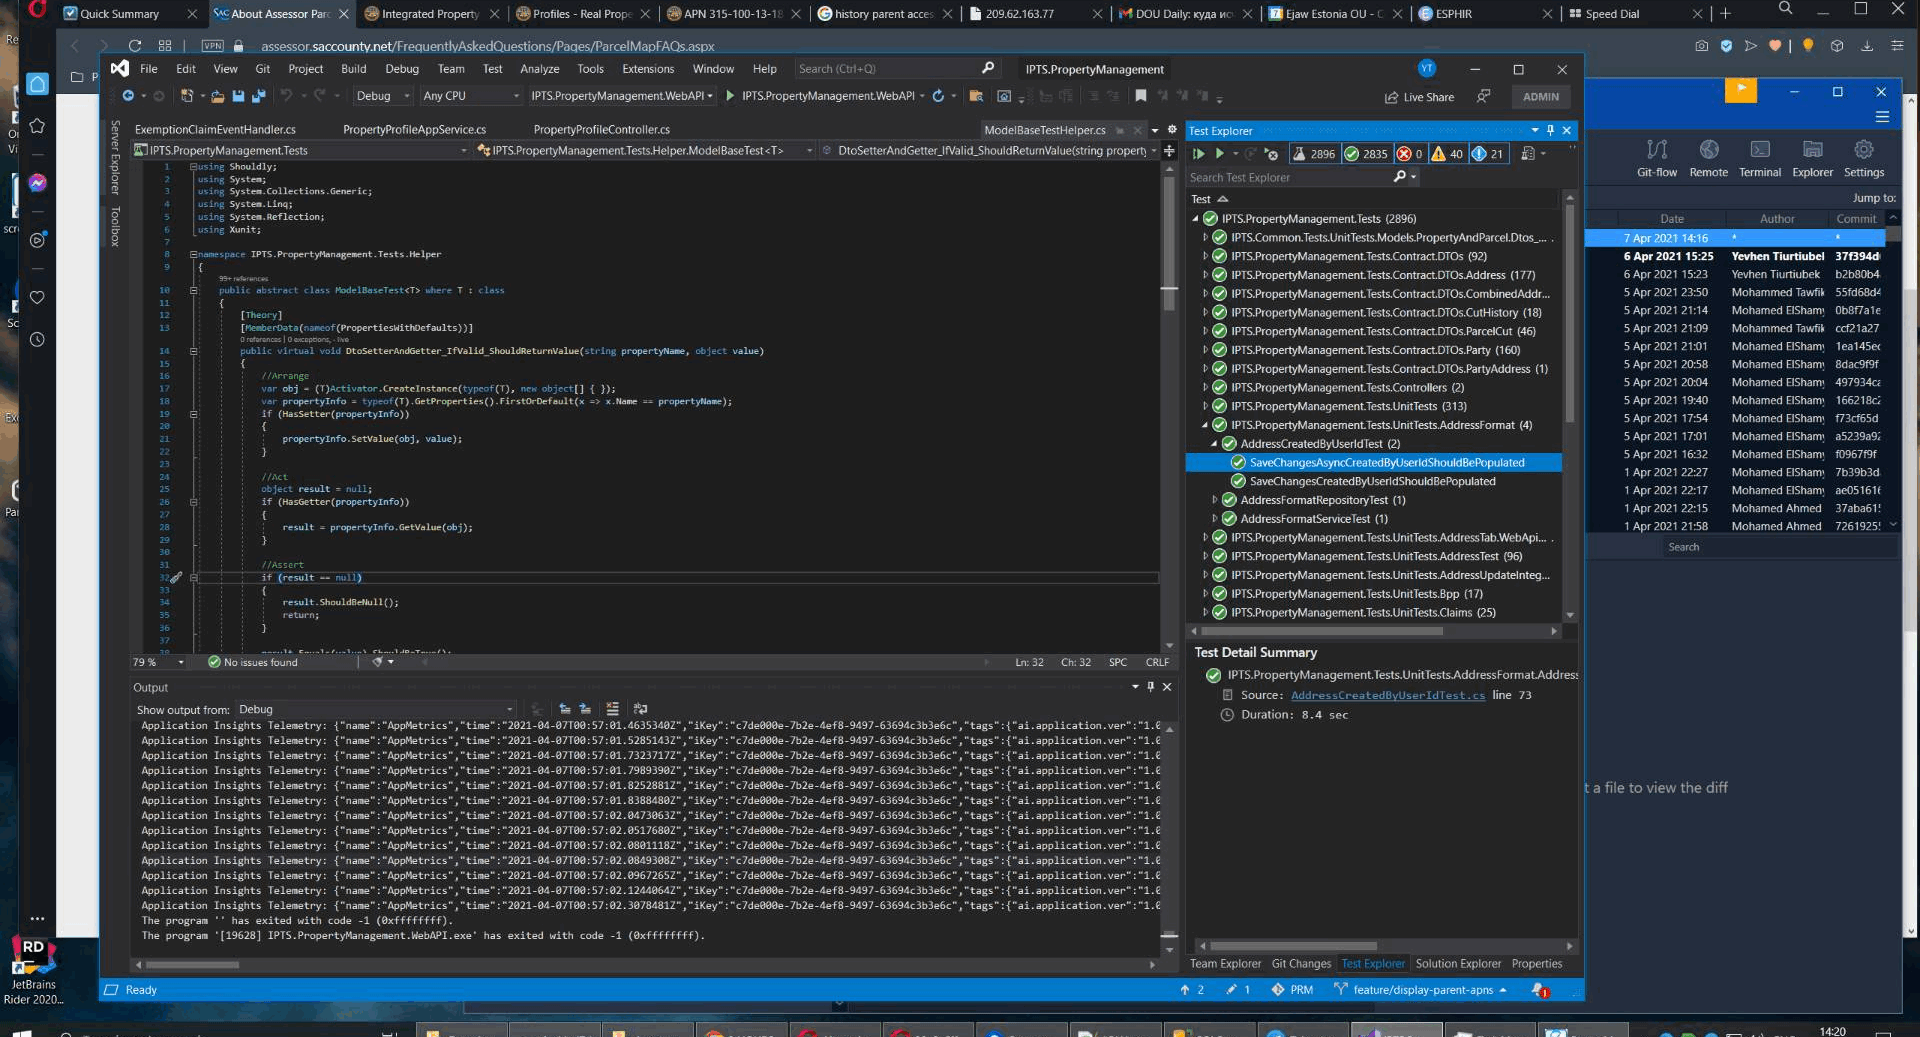 Quick Summary
About Assessor Parc
Integrated Property
Profiles - Real Prope
APN 315-100-13-18
history parent acces
209.62.163.77
DOU Daily: куда ис
Ejaw Estonia OU - C
ESPHIR
Speed Dial
VPN
assessor.saccounty.net/FrequentlyAskedQuestions/Pages/ParcelMapFAQs.aspx
File Edit View Git Project Build Debug Team Test Analyze Tools Extensions Window Help
Search (Ctrl+Q)
IPTS.PropertyManagement
YT
Debug
Any CPU
IPTS.PropertyManagement.WebAPI
IPTS.PropertyManagement.WebAPI
Live Share
ADMIN
Server Explorer
Toolbox
ExemptionClaimEventHandler.cs
PropertyProfileAppService.cs
PropertyProfileController.cs
ModelBaseTestHelper.cs
IPTS.PropertyManagement.Tests
IPTS.PropertyManagement.Tests.Helper.ModelBaseTest<T>
DtoSetterAndGetter_IfValid_ShouldReturnValue(string property
1 using Shouldly;
2 using System;
3 using System.Collections.Generic;
4 using System.Linq;
5 using System.Reflection;
6 using Xunit;
7
8 namespace IPTS.PropertyManagement.Tests.Helper
9 {
99+ references
10 public abstract class ModelBaseTest<T> where T : class
11 {
12 [Theory]
13 [MemberData(nameof(PropertiesWithDefaults))]
0 references | 0 exceptions, - live
14 public virtual void DtoSetterAndGetter_IfValid_ShouldReturnValue(string propertyName, object value)
15 {
16 //Arrange
17 var obj = (T)Activator.CreateInstance(typeof(T), new object[] { });
18 var propertyInfo = typeof(T).GetProperties().FirstOrDefault(x => x.Name == propertyName);
19 if (HasSetter(propertyInfo))
20 {
21 propertyInfo.SetValue(obj, value);
22 }
23
24 //Act
25 object result = null;
26 if (HasGetter(propertyInfo))
27 {
28 result = propertyInfo.GetValue(obj);
29 }
30
31 //Assert
32 if (result == null)
33 {
34 result.ShouldBeNull();
35 return;
36 }
37
79 %
No issues found
Ln: 32 Ch: 32 SPC CRLF
Output
Show output from: Debug
Application Insights Telemetry: {"name":"AppMetrics","time":"2021-04-07T00:57:01.4635340Z","iKey":"c7de000e-7b2e-4ef8-9497-63694c3b3e6c","tags":{"ai.application.ver":"1.0
Application Insights Telemetry: {"name":"AppMetrics","time":"2021-04-07T00:57:01.5285143Z","iKey":"c7de000e-7b2e-4ef8-9497-63694c3b3e6c","tags":{"ai.application.ver":"1.0
Application Insights Telemetry: {"name":"AppMetrics","time":"2021-04-07T00:57:01.7323717Z","iKey":"c7de000e-7b2e-4ef8-9497-63694c3b3e6c","tags":{"ai.application.ver":"1.0
Application Insights Telemetry: {"name":"AppMetrics","time":"2021-04-07T00:57:01.7989390Z","iKey":"c7de000e-7b2e-4ef8-9497-63694c3b3e6c","tags":{"ai.application.ver":"1.0
Application Insights Telemetry: {"name":"AppMetrics","time":"2021-04-07T00:57:01.8252881Z","iKey":"c7de000e-7b2e-4ef8-9497-63694c3b3e6c","tags":{"ai.application.ver":"1.0
Application Insights Telemetry: {"name":"AppMetrics","time":"2021-04-07T00:57:01.8388480Z","iKey":"c7de000e-7b2e-4ef8-9497-63694c3b3e6c","tags":{"ai.application.ver":"1.0
Application Insights Telemetry: {"name":"AppMetrics","time":"2021-04-07T00:57:02.0473063Z","iKey":"c7de000e-7b2e-4ef8-9497-63694c3b3e6c","tags":{"ai.application.ver":"1.0
Application Insights Telemetry: {"name":"AppMetrics","time":"2021-04-07T00:57:02.0517680Z","iKey":"c7de000e-7b2e-4ef8-9497-63694c3b3e6c","tags":{"ai.application.ver":"1.0
Application Insights Telemetry: {"name":"AppMetrics","time":"2021-04-07T00:57:02.0801118Z","iKey":"c7de000e-7b2e-4ef8-9497-63694c3b3e6c","tags":{"ai.application.ver":"1.0
Application Insights Telemetry: {"name":"AppMetrics","time":"2021-04-07T00:57:02.0849308Z","iKey":"c7de000e-7b2e-4ef8-9497-63694c3b3e6c","tags":{"ai.application.ver":"1.0
Application Insights Telemetry: {"name":"AppMetrics","time":"2021-04-07T00:57:02.0967265Z","iKey":"c7de000e-7b2e-4ef8-9497-63694c3b3e6c","tags":{"ai.application.ver":"1.0
Application Insights Telemetry: {"name":"AppMetrics","time":"2021-04-07T00:57:02.1244064Z","iKey":"c7de000e-7b2e-4ef8-9497-63694c3b3e6c","tags":{"ai.application.ver":"1.0
Application Insights Telemetry: {"name":"AppMetrics","time":"2021-04-07T00:57:02.3078481Z","iKey":"c7de000e-7b2e-4ef8-9497-63694c3b3e6c","tags":{"ai.application.ver":"1.0
The program '' has exited with code -1 (0xffffffff).
The program '[19628] IPTS.PropertyManagement.WebAPI.exe' has exited with code -1 (0xffffffff).
Test Explorer
2896 2835 0 40 21
Search Test Explorer
Test
IPTS.PropertyManagement.Tests (2896)
IPTS.Common.Tests.UnitTests.Models.PropertyAndParcel.Dtos_...
IPTS.PropertyManagement.Tests.Contract.DTOs (92)
IPTS.PropertyManagement.Tests.Contract.DTOs.Address (177)
IPTS.PropertyManagement.Tests.Contract.DTOs.CombinedAddr...
IPTS.PropertyManagement.Tests.Contract.DTOs.CutHistory (18)
IPTS.PropertyManagement.Tests.Contract.DTOs.ParcelCut (46)
IPTS.PropertyManagement.Tests.Contract.DTOs.Party (160)
IPTS.PropertyManagement.Tests.Contract.DTOs.PartyAddress (1)
IPTS.PropertyManagement.Tests.Controllers (2)
IPTS.PropertyManagement.Tests.UnitTests (313)
IPTS.PropertyManagement.Tests.UnitTests.AddressFormat (4)
AddressCreatedByUserIdTest (2)
SaveChangesAsyncCreatedByUserIdShouldBePopulated
SaveChangesCreatedByUserIdShouldBePopulated
AddressFormatRepositoryTest (1)
AddressFormatServiceTest (1)
IPTS.PropertyManagement.Tests.UnitTests.AddressTab.WebApi...
IPTS.PropertyManagement.Tests.UnitTests.AddressTest (96)
IPTS.PropertyManagement.Tests.UnitTests.AddressUpdateInteg...
IPTS.PropertyManagement.Tests.UnitTests.Bpp (17)
IPTS.PropertyManagement.Tests.UnitTests.Claims (25)
Test Detail Summary
IPTS.PropertyManagement.Tests.UnitTests.AddressFormat.Address
Source: AddressCreatedByUserIdTest.cs line 73
Duration: 8.4 sec
Team Explorer Git Changes Test Explorer Solution Explorer Properties
Ready
2 1 PRM feature/display-parent-apns 1
Git-flow Remote Terminal Explorer Settings
Jump to:
Date Author Commit
7 Apr 2021 14:16 * *
6 Apr 2021 15:25 Yevhen Tiurtiubel 37f394d
6 Apr 2021 15:23 Yevhen Tiurtiubek b2b80b4
5 Apr 2021 23:50 Mohammed Tawfik 55fd68d4
5 Apr 2021 21:14 Mohamed ElShamy 0b8f7a1e
5 Apr 2021 21:09 Mohammed Tawfik ccf21a27
5 Apr 2021 21:01 Mohamed ElShamy 1ea145ec
5 Apr 2021 20:58 Mohamed ElShamy 8dac9f9f
5 Apr 2021 20:04 Mohamed ElShamy 497934ca
5 Apr 2021 19:40 Mohamed ElShamy 166218c2
5 Apr 2021 17:54 Mohamed ElShamy f73cf65d
5 Apr 2021 17:01 Mohamed ElShamy a5239a92
5 Apr 2021 16:32 Mohamed ElShamy f0967f9f
1 Apr 2021 22:27 Mohamed ElShamy 7b39b3d
1 Apr 2021 22:17 Mohamed ElShamy ae051616
1 Apr 2021 22:15 Mohamed Ahmed 37aba615
1 Apr 2021 21:58 Mohamed Ahmed 7261925
Search
t a file to view the diff
RD
JetBrains
Rider 2020...
14:20